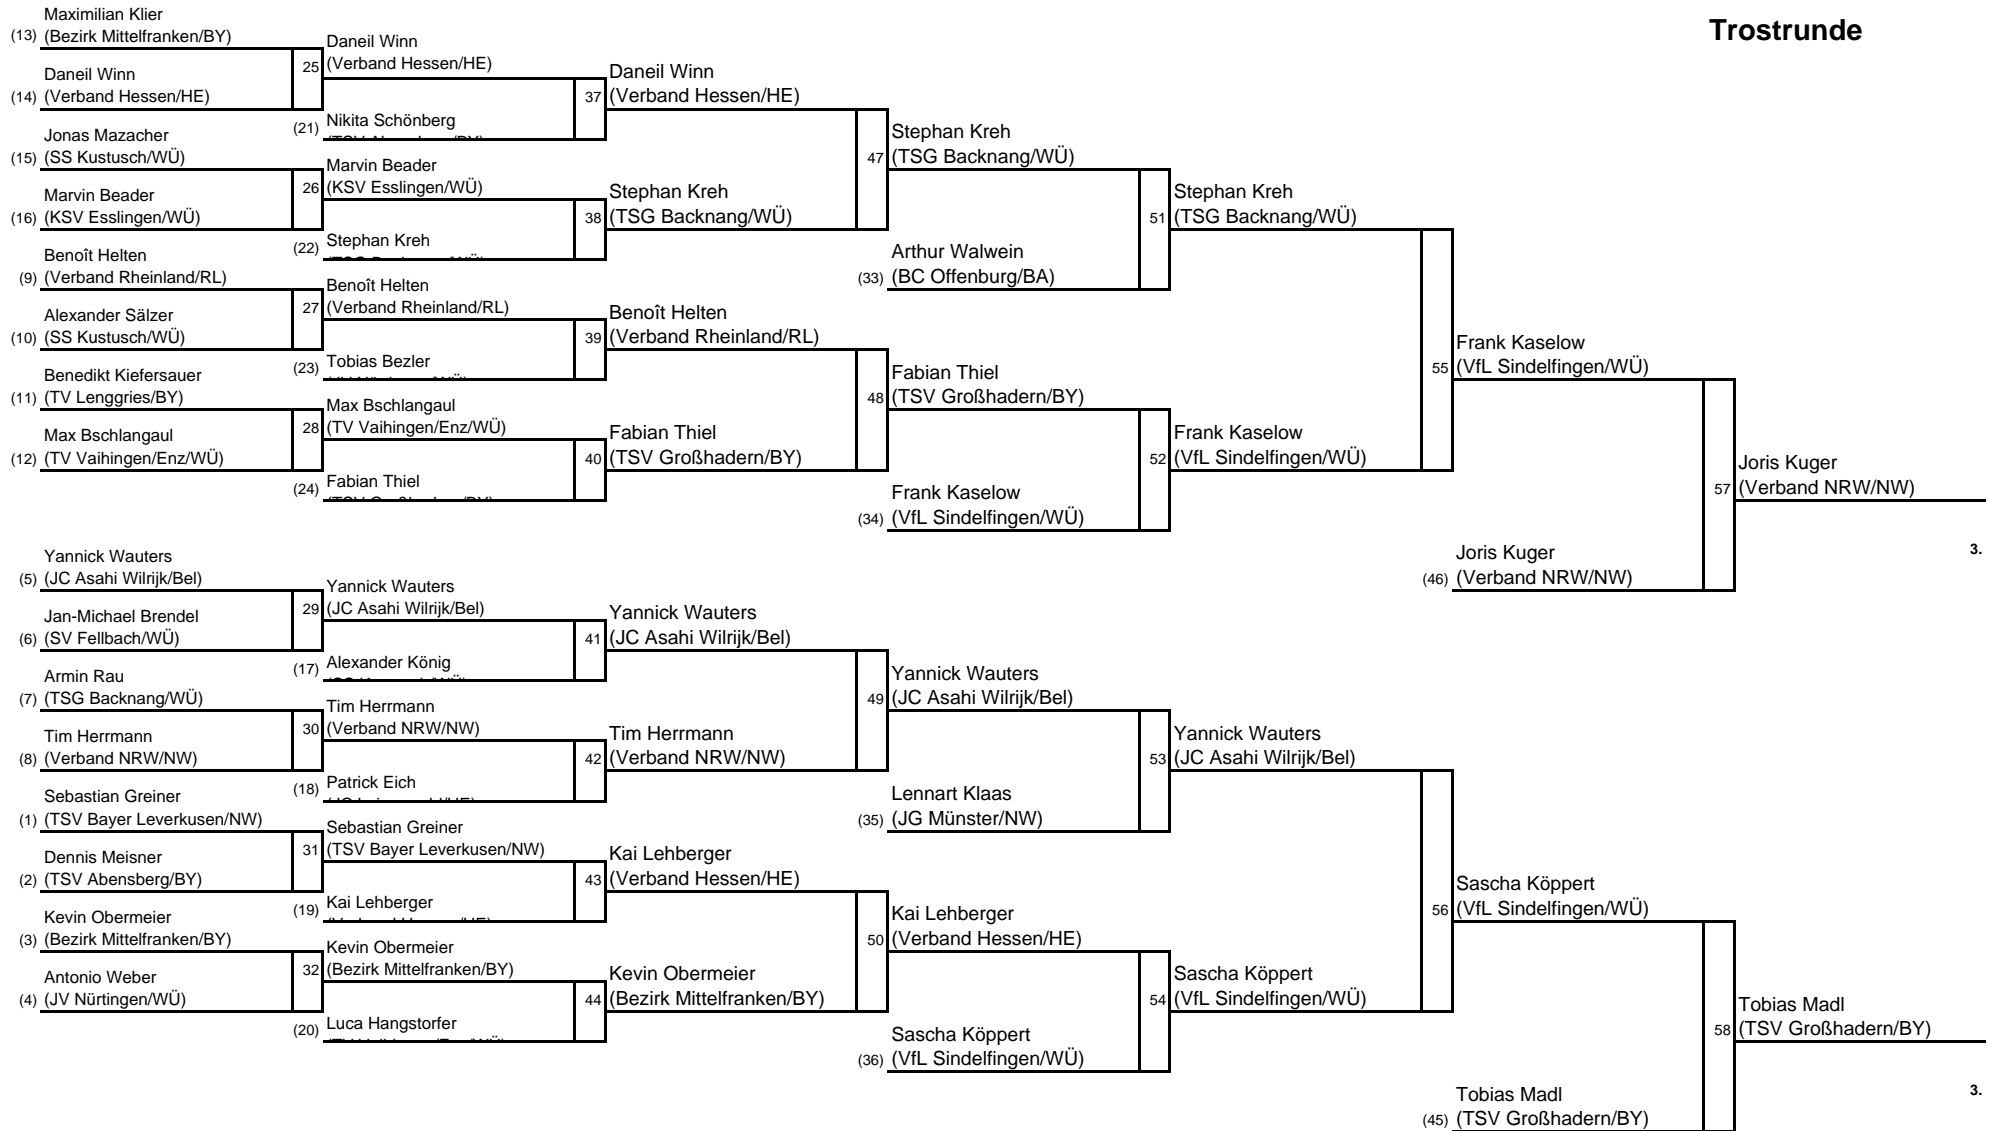 Trostrunde
Maximilian Klier
(13) (Bezirk Mittelfranken/BY)
Daneil Winn
(14) (Verband Hessen/HE)
Jonas Mazacher
(15) (SS Kustusch/WÜ)
Marvin Beader
(16) (KSV Esslingen/WÜ)
Benoît Helten
(9) (Verband Rheinland/RL)
Alexander Sälzer
(10) (SS Kustusch/WÜ)
Benedikt Kiefersauer
(11) (TV Lenggries/BY)
Max Bschlangaul
(12) (TV Vaihingen/Enz/WÜ)
Yannick Wauters
(5) (JC Asahi Wilrijk/Bel)
Jan-Michael Brendel
(6) (SV Fellbach/WÜ)
Armin Rau
(7) (TSG Backnang/WÜ)
Tim Herrmann
(8) (Verband NRW/NW)
Sebastian Greiner
(1) (TSV Bayer Leverkusen/NW)
Dennis Meisner
(2) (TSV Abensberg/BY)
Kevin Obermeier
(3) (Bezirk Mittelfranken/BY)
Antonio Weber
(4) (JV Nürtingen/WÜ)
Daneil Winn
25 (Verband Hessen/HE)
(21) Nikita Schönberg
Marvin Beader
26 (KSV Esslingen/WÜ)
(22) Stephan Kreh
Benoît Helten
27 (Verband Rheinland/RL)
(23) Tobias Bezler
Max Bschlangaul
28 (TV Vaihingen/Enz/WÜ)
(24) Fabian Thiel
Yannick Wauters
29 (JC Asahi Wilrijk/Bel)
(17) Alexander König
Tim Herrmann
30 (Verband NRW/NW)
(18) Patrick Eich
Sebastian Greiner
31 (TSV Bayer Leverkusen/NW)
(19) Kai Lehberger
Kevin Obermeier
32 (Bezirk Mittelfranken/BY)
(20) Luca Hangstorfer
Daneil Winn
37 (Verband Hessen/HE)
Stephan Kreh
38 (TSG Backnang/WÜ)
Benoît Helten
39 (Verband Rheinland/RL)
Fabian Thiel
40 (TSV Großhadern/BY)
Yannick Wauters
41 (JC Asahi Wilrijk/Bel)
Tim Herrmann
42 (Verband NRW/NW)
Kai Lehberger
43 (Verband Hessen/HE)
Kevin Obermeier
44 (Bezirk Mittelfranken/BY)
Stephan Kreh
47 (TSG Backnang/WÜ)
Arthur Walwein
(33) (BC Offenburg/BA)
Fabian Thiel
48 (TSV Großhadern/BY)
Frank Kaselow
(34) (VfL Sindelfingen/WÜ)
Yannick Wauters
49 (JC Asahi Wilrijk/Bel)
Lennart Klaas
(35) (JG Münster/NW)
Kai Lehberger
50 (Verband Hessen/HE)
Sascha Köppert
(36) (VfL Sindelfingen/WÜ)
Stephan Kreh
51 (TSG Backnang/WÜ)
Frank Kaselow
52 (VfL Sindelfingen/WÜ)
Yannick Wauters
53 (JC Asahi Wilrijk/Bel)
Sascha Köppert
54 (VfL Sindelfingen/WÜ)
Frank Kaselow
55 (VfL Sindelfingen/WÜ)
Joris Kuger
(46) (Verband NRW/NW)
Sascha Köppert
56 (VfL Sindelfingen/WÜ)
Tobias Madl
(45) (TSV Großhadern/BY)
Joris Kuger
57 (Verband NRW/NW)
3.
Tobias Madl
58 (TSV Großhadern/BY)
3.